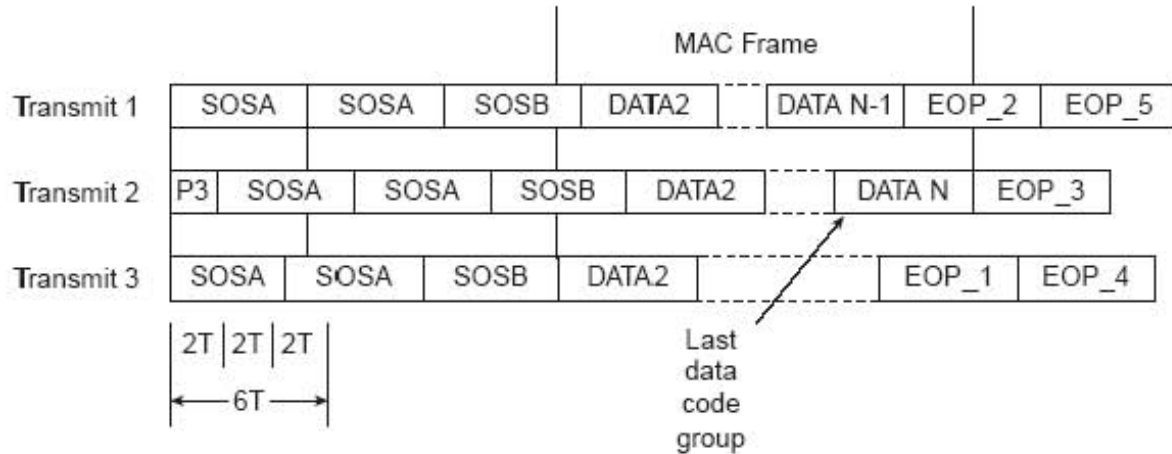 MAC Frame
Transmit 1 SOSA SOSA SOSB DATA2 DATA N-1 EOP_2 EOP_5
Transmit 2 P3 SOSA SOSA SOSB DATA2 DATA N EOP_3
Transmit 3 SOSA SOSA SOSB DATA2 EOP_1 EOP_4
2T 2T 2T
6T
Last
data
code
group